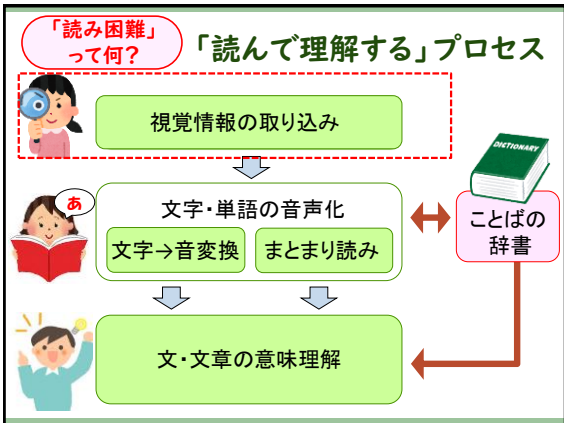 「読み困難」
って何?
「読んで理解する」プロセス
視覚情報の取り込み
DICTIONARY
あ
文字・単語の音声化
文字→音変換
まとまり読み
ことばの
辞書
文・文章の意味理解